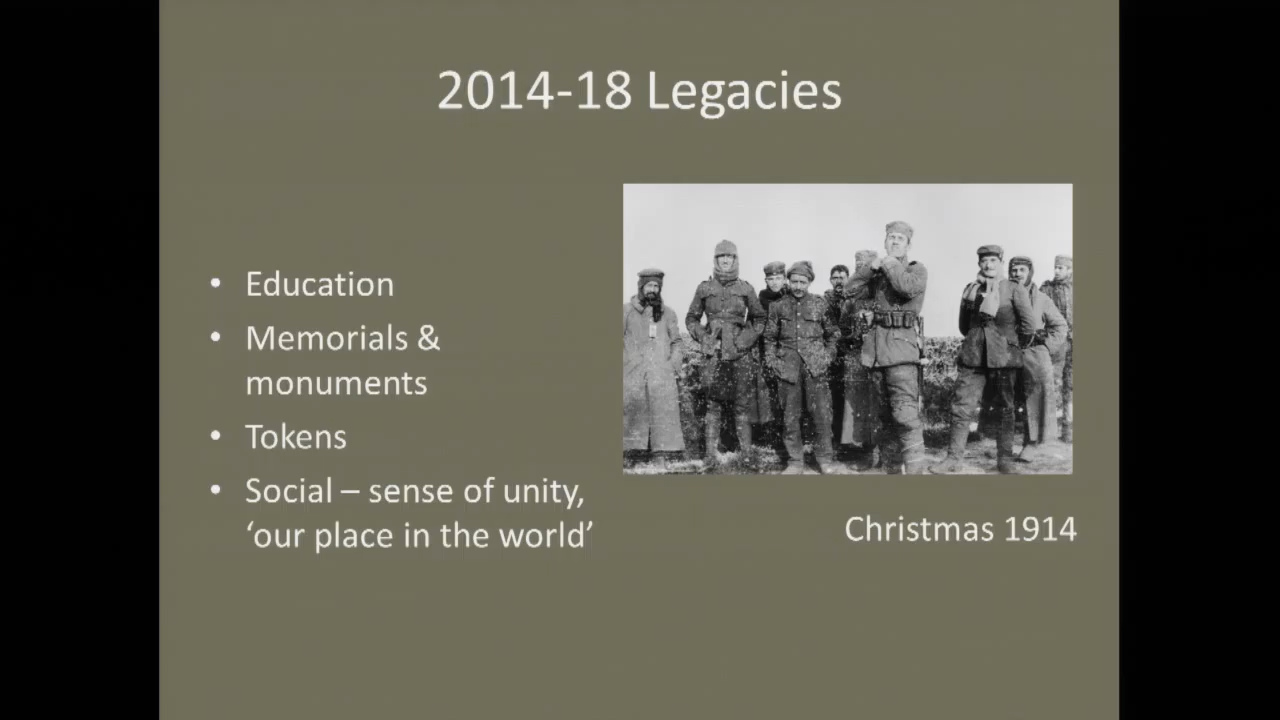 2014-18 Legacies
• Education
• Memorials &
monuments
• Tokens
• Social – sense of unity,
‘our place in the world’
Christmas 1914